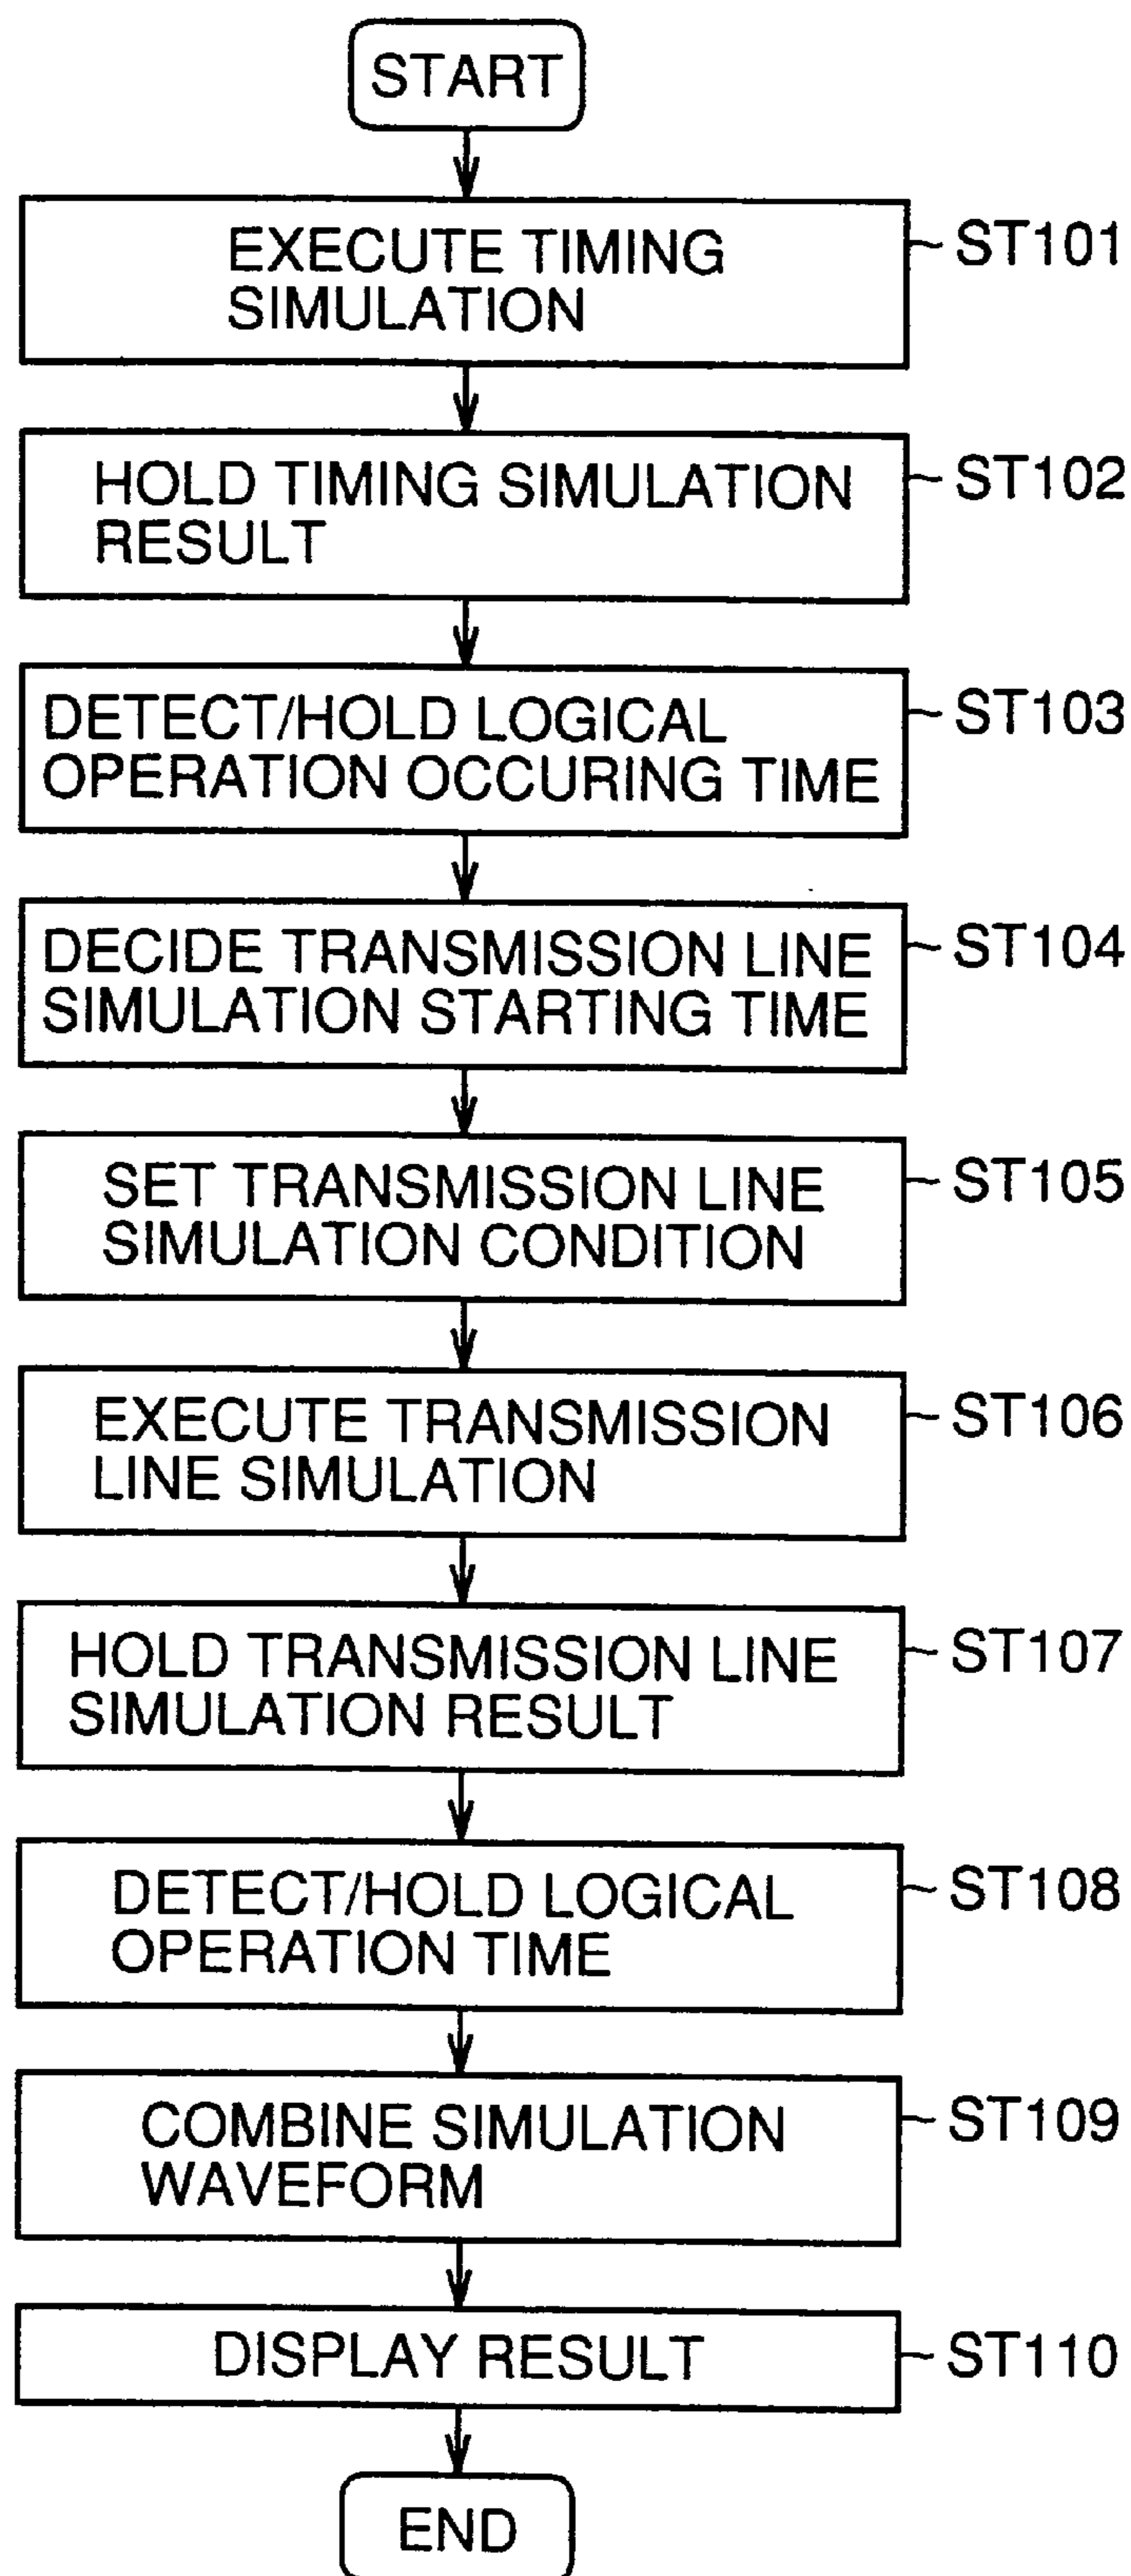 START
EXECUTE TIMING
SIMULATION
ST101
HOLD TIMING SIMULATION
RESULT
ST102
DETECT/HOLD LOGICAL
OPERATION OCCURING TIME
ST103
DECIDE TRANSMISSION LINE
SIMULATION STARTING TIME
ST104
SET TRANSMISSION LINE
SIMULATION CONDITION
ST105
EXECUTE TRANSMISSION
LINE SIMULATION
ST106
HOLD TRANSMISSION LINE
SIMULATION RESULT
ST107
DETECT/HOLD LOGICAL
OPERATION TIME
ST108
COMBINE SIMULATION
WAVEFORM
ST109
DISPLAY RESULT
ST110
END